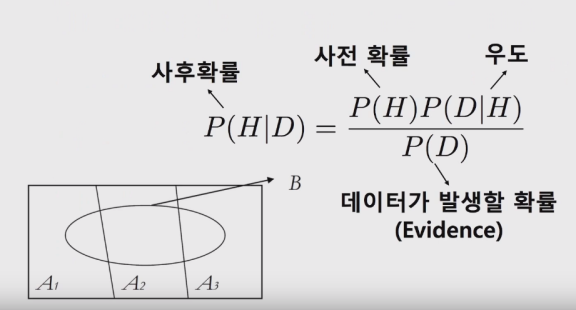 사후확률
사전 확률
우도
P(H|D) = P(H)P(D|H) / P(D)
데이터가 발생할 확률
(Evidence)
B
A₁ A₂ A₃